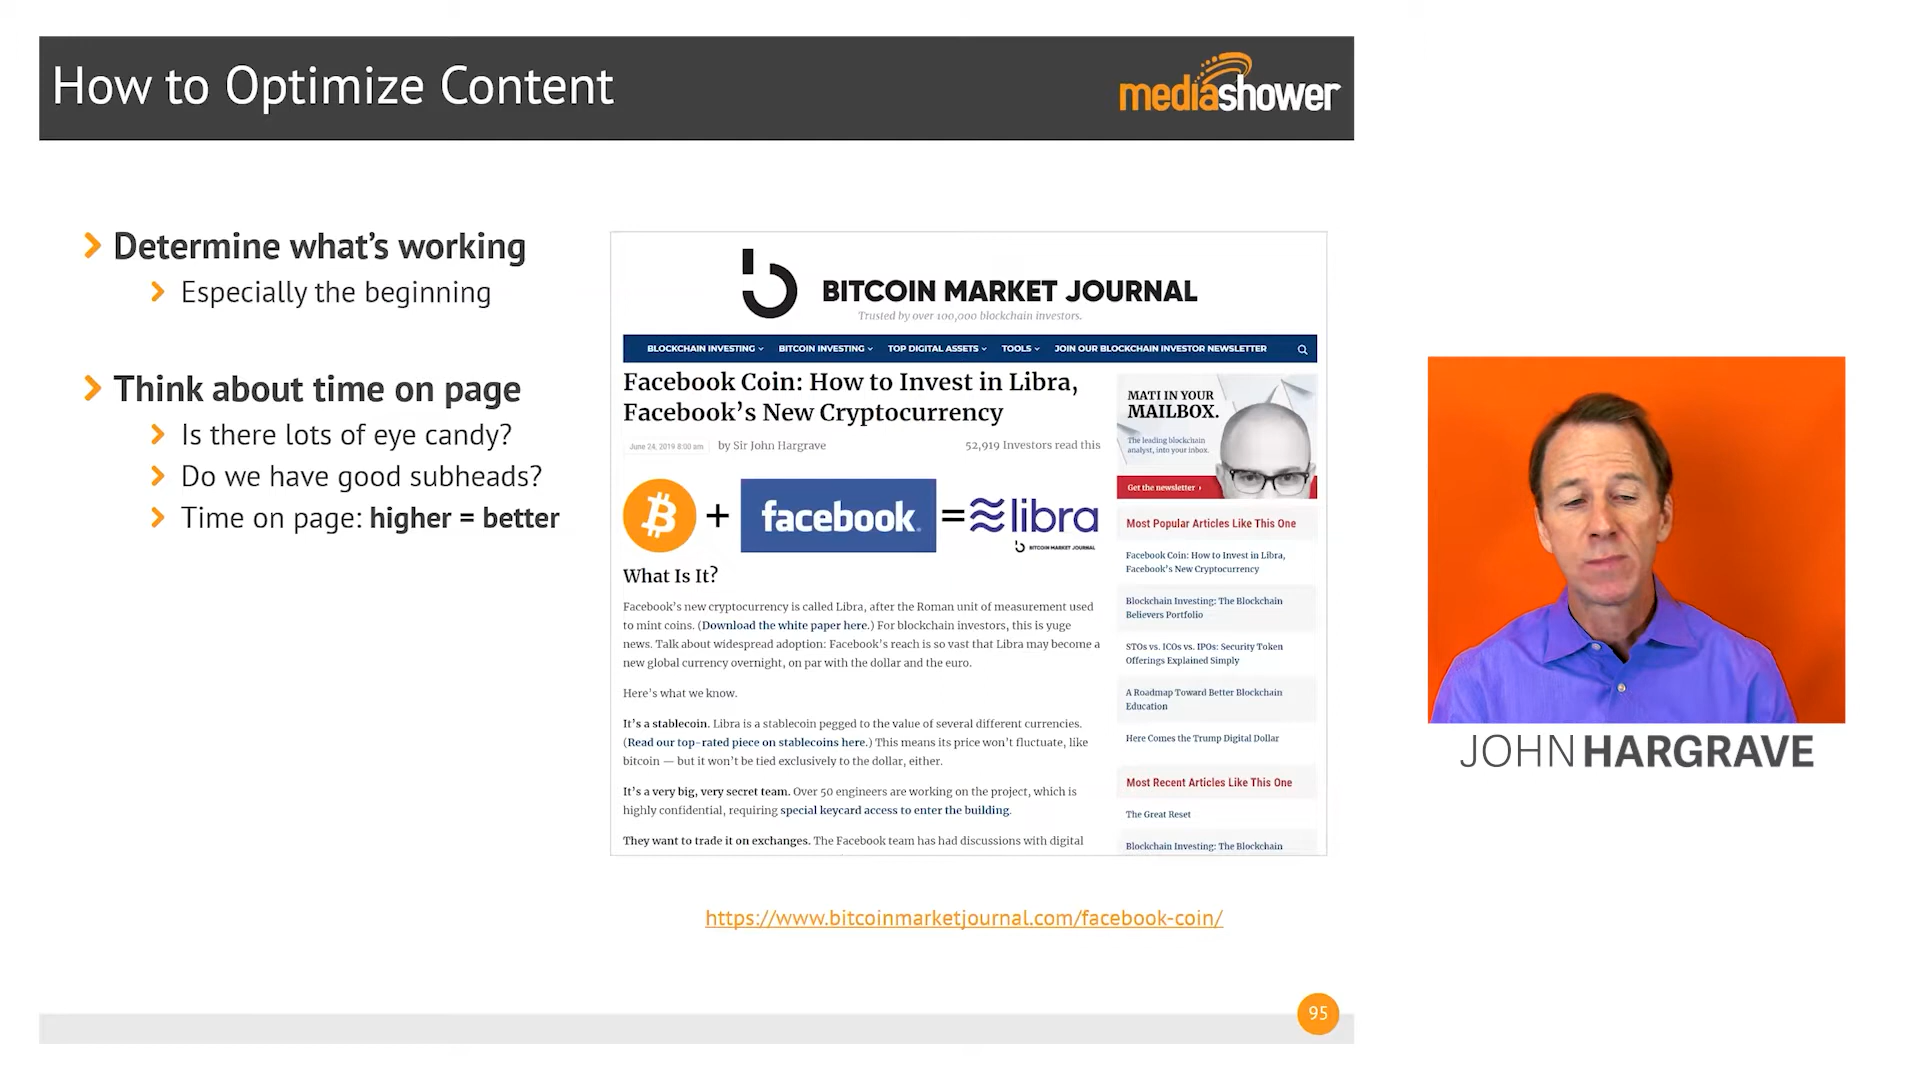 How to Optimize Content
mediashower
Determine what's working
Especially the beginning
Think about time on page
Is there lots of eye candy?
Do we have good subheads?
Time on page: higher = better
BITCOIN MARKET JOURNAL
Trusted by over 100,000 blockchain investors.
BLOCKCHAIN INVESTING BITCOIN INVESTING TOP DIGITAL ASSETS TOOLS JOIN OUR BLOCKCHAIN INVESTOR NEWSLETTER
Facebook Coin: How to Invest in Libra,
Facebook's New Cryptocurrency
June 24, 2019 8:00 am by Sir John Hargrave 52,919 Investors read this
+ facebook = libra
BITCOIN MARKET JOURNAL
What Is It?
Facebook's new cryptocurrency is called Libra, after the Roman unit of measurement used
to mint coins. (Download the white paper here.) For blockchain investors, this is yuge
news. Talk about widespread adoption: Facebook's reach is so vast that Libra may become a
new global currency overnight, on par with the dollar and the euro.
Here's what we know.
It's a stablecoin. Libra is a stablecoin pegged to the value of several different currencies.
(Read our top-rated piece on stablecoins here.) This means its price won't fluctuate, like
bitcoin — but it won't be tied exclusively to the dollar, either.
It's a very big, very secret team. Over 50 engineers are working on the project, which is
highly confidential, requiring special keycard access to enter the building.
They want to trade it on exchanges. The Facebook team has had discussions with digital
MATI IN YOUR
MAILBOX.
The leading blockchain
analyst, into your inbox.
Get the newsletter ›
Most Popular Articles Like This One
Facebook Coin: How to Invest in Libra,
Facebook's New Cryptocurrency
Blockchain Investing: The Blockchain
Believers Portfolio
STOs vs. ICOs vs. IPOs: Security Token
Offerings Explained Simply
A Roadmap Toward Better Blockchain
Education
Here Comes the Trump Digital Dollar
Most Recent Articles Like This One
The Great Reset
Blockchain Investing: The Blockchain
https://www.bitcoinmarketjournal.com/facebook-coin/
JOHN HARGRAVE
95